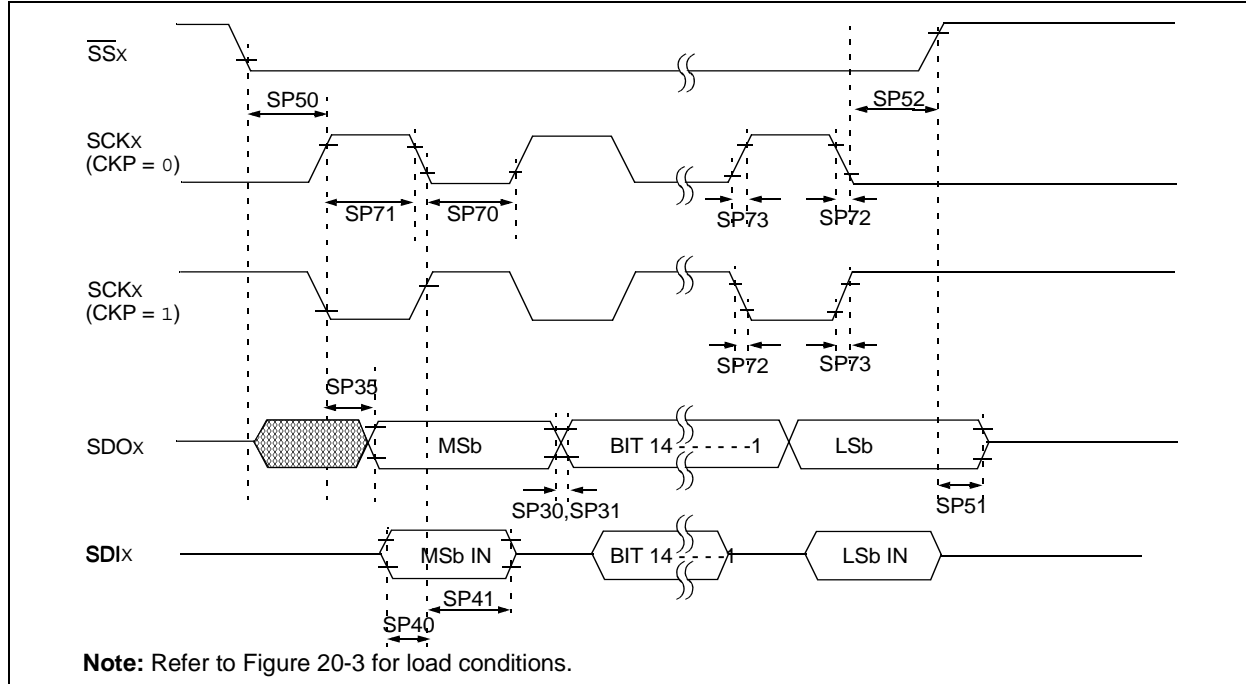 SSX
SP50
SP52
SCKX
(CKP = 0)
SP71
SP70
SP73
SP72
SCKX
(CKP = 1)
SP72
SP73
SP35
SDOX
MSb
BIT 14 - - - - - -1
LSb
SP30,SP31
SP51
SDIX
MSb IN
BIT 14 - - - -1
LSb IN
SP41
SP40
Note: Refer to Figure 20-3 for load conditions.